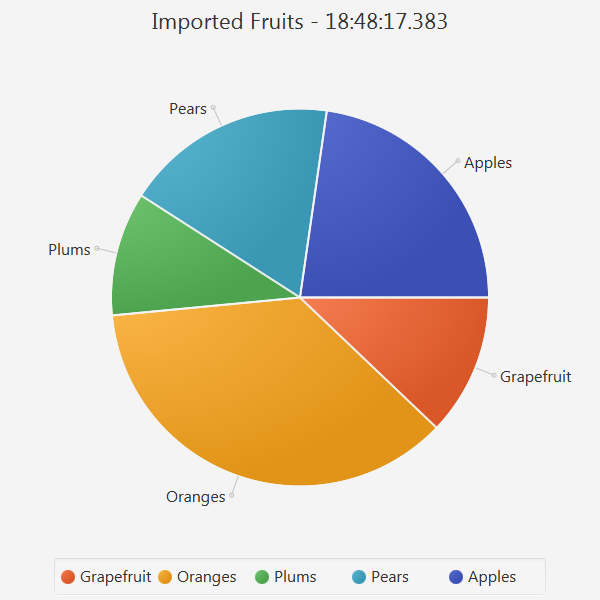 Imported Fruits - 18:48:17.383
Pears
Apples
Plums
Grapefruit
Oranges
Grapefruit Oranges Plums Pears Apples